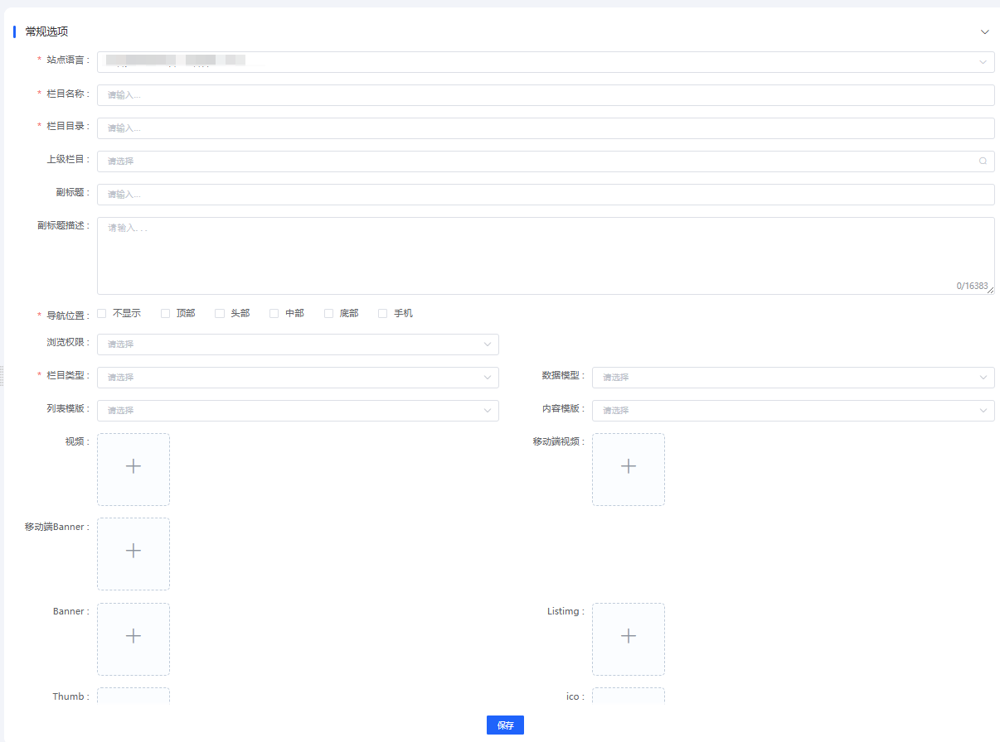 常规选项
* 站点语言 :
* 栏目名称 : 请输入...
* 栏目目录 : 请输入...
上级栏目 : 请选择
副标题 : 请输入...
副标题描述 : 请输入...
0/16383
* 导航位置 : 不显示 顶部 头部 中部 底部 手机
浏览权限 : 请选择
* 栏目类型 : 请选择 数据模型 : 请选择
列表模版 : 请选择 内容模版 : 请选择
视频 : 移动端视频 :
移动端Banner :
Banner : Listimg :
Thumb : ico :
保存